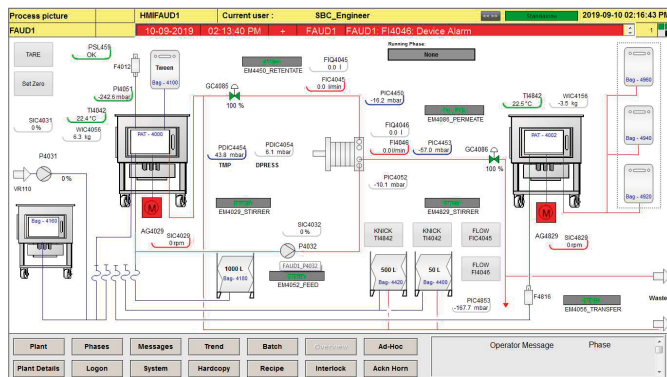 Process picture HMIFAUD1 Current user : SBC_Engineer 2019-09-10 02:16:43 PM
FAUD1 10-09-2019 02:13:40 PM + FAUD1 FAUD1: FI4046: Device Alarm 1
TARE
Set Zero
PSL459
OK
F4012
Tween
Bag - 4100
PI4051
-242.6 mbar
TI4042
22.4 °C
WIC4056
6.3 kg
SIC4031
0 %
P4031
0 %
VR110
PAT - 4000
Bag - 4160
M
AG4029
SIC4029
0 rpm
GC4085
100 %
EM4450_RETENTATE
FIQ4045
0.0 l
FIC4045
0.0 l/min
Running Phase:
None
PIC4450
-16.2 mbar
EM4086_PERMEATE
FIQ4046
0.0 l
FI4046
0.0 l/min
PIC4453
-57.0 mbar
PDIC4454
43.8 mbar
TMP
PDIC4054
6.1 mbar
DPRESS
GC4086
100 %
PIC4052
-10.1 mbar
TI4842
22.5 °C
WIC4156
-3.5 kg
PAT - 4002
Bag - 4960
Bag - 4940
Bag - 4920
M
AG4829
SIC4829
0 rpm
EM4029_STIRRER
EM4829_STIRRER
SIC4032
0 %
P4032
FAUD1_P4032
EM4052_FEED
1000 L
KNICK
TI4842
KNICK
TI4042
FLOW
FIC4045
FLOW
FI4046
500 L
Bag- 4420
50 L
Bag- 4400
PIC4853
-167.7 mbar
F4816
EM4056_TRANSFER
Waste
Plant Phases Messages Trend Batch Overview Ad-Hoc
Operator Message Phase
Plant Details Logon System Hardcopy Recipe Interlock Ackn Horn